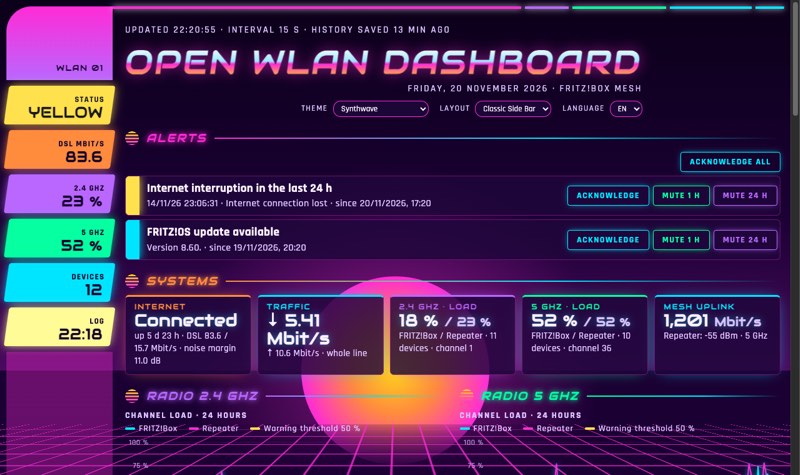 UPDATED 22:20:55 · INTERVAL 15 S · HISTORY SAVED 13 MIN AGO
OPEN WLAN DASHBOARD
FRIDAY, 20 NOVEMBER 2026 · FRITZ!BOX MESH
THEME Synthwave LAYOUT Classic Side Bar LANGUAGE EN
WLAN 01
STATUS
YELLOW
DSL MBIT/S
83.6
2.4 GHZ
23 %
5 GHZ
52 %
DEVICES
12
LOG
22:18
ALERTS
ACKNOWLEDGE ALL
Internet interruption in the last 24 h
14/11/26 23:06:31 · Internet connection lost · since 20/11/2026, 17:20
ACKNOWLEDGE MUTE 1 H MUTE 24 H
FRITZ!OS update available
Version 8.60. · since 19/11/2026, 20:20
ACKNOWLEDGE MUTE 1 H MUTE 24 H
SYSTEMS
INTERNET
Connected
up 5 d 23 h · DSL 83.6 /
15.7 Mbit/s · noise margin
11.0 dB
TRAFFIC
↓ 5.41
Mbit/s
↑ 10.6 Mbit/s · whole line
2.4 GHZ · LOAD
18 % / 23 %
FRITZ!Box / Repeater · 11
devices · channel 1
5 GHZ · LOAD
52 % / 52 %
FRITZ!Box / Repeater · 10
devices · channel 36
MESH UPLINK
1,201 Mbit/s
Repeater: -55 dBm · 5 GHz
RADIO 2.4 GHZ
CHANNEL LOAD · 24 HOURS
FRITZ!Box Repeater Warning threshold 50 %
100 %
75 %
RADIO 5 GHZ
CHANNEL LOAD · 24 HOURS
FRITZ!Box Repeater Warning threshold 50 %
100 %
75 %